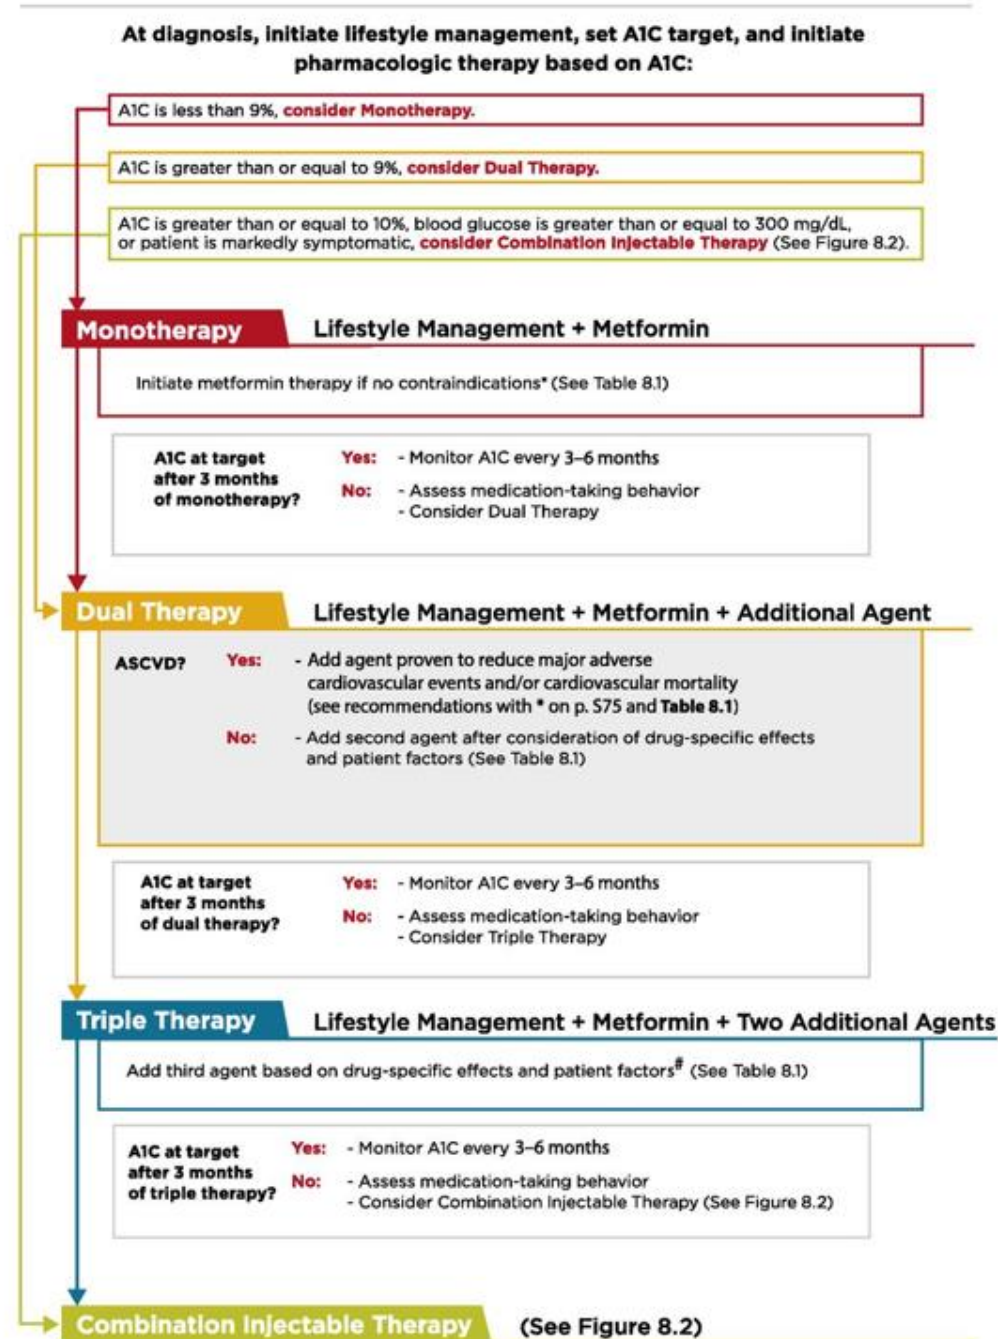 At diagnosis, initiate lifestyle management, set A1C target, and initiate
pharmacologic therapy based on A1C:
A1C is less than 9%, consider Monotherapy.
A1C is greater than or equal to 9%, consider Dual Therapy.
A1C is greater than or equal to 10%, blood glucose is greater than or equal to 300 mg/dL,
or patient is markedly symptomatic, consider Combination Injectable Therapy (See Figure 8.2).
Monotherapy Lifestyle Management + Metformin
Initiate metformin therapy if no contraindications* (See Table 8.1)
A1C at target
after 3 months
of monotherapy?
Yes: - Monitor A1C every 3–6 months
No: - Assess medication-taking behavior
- Consider Dual Therapy
Dual Therapy Lifestyle Management + Metformin + Additional Agent
ASCVD? Yes: - Add agent proven to reduce major adverse
cardiovascular events and/or cardiovascular mortality
(see recommendations with * on p. S75 and Table 8.1)
No: - Add second agent after consideration of drug-specific effects
and patient factors (See Table 8.1)
A1C at target
after 3 months
of dual therapy?
Yes: - Monitor A1C every 3–6 months
No: - Assess medication-taking behavior
- Consider Triple Therapy
Triple Therapy Lifestyle Management + Metformin + Two Additional Agents
Add third agent based on drug-specific effects and patient factors# (See Table 8.1)
A1C at target
after 3 months
of triple therapy?
Yes: - Monitor A1C every 3–6 months
No: - Assess medication-taking behavior
- Consider Combination Injectable Therapy (See Figure 8.2)
Combination Injectable Therapy (See Figure 8.2)